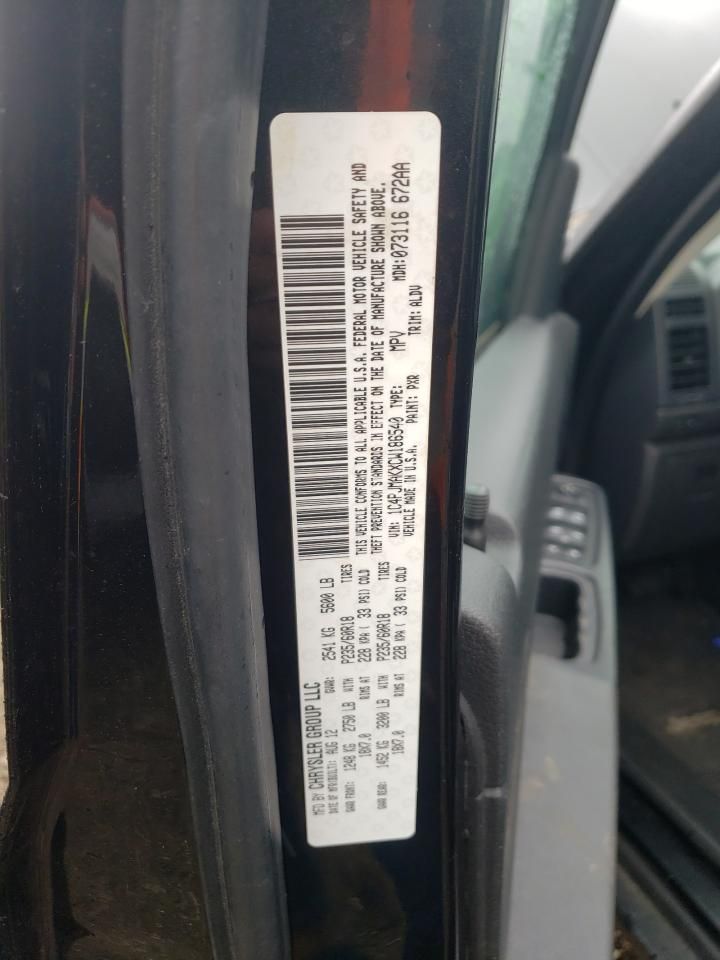 MFD BY CHRYSLER GROUP LLC
DATE OF MFR(BUILT): AUG 12 GVWR: 2541 KG 5600 LB
GAWR FRONT: 1248 KG 2750 LB WITH P235/60R18 TIRES
18X7.0 RIMS AT 228 KPA ( 33 PSI) COLD
GAWR REAR: 1452 KG 3200 LB WITH P235/60R18 TIRES
18X7.0 RIMS AT 228 KPA ( 33 PSI) COLD
THIS VEHICLE CONFORMS TO ALL APPLICABLE U.S.A. FEDERAL MOTOR VEHICLE SAFETY AND
THEFT PREVENTION STANDARDS IN EFFECT ON THE DATE OF MANUFACTURE SHOWN ABOVE.
VIN: 1C4PJMAKXCW186540 TYPE: MPV MDH:073116 672AA
VEHICLE MADE IN U.S.A. PAINT: PXR TRIM: ALDV